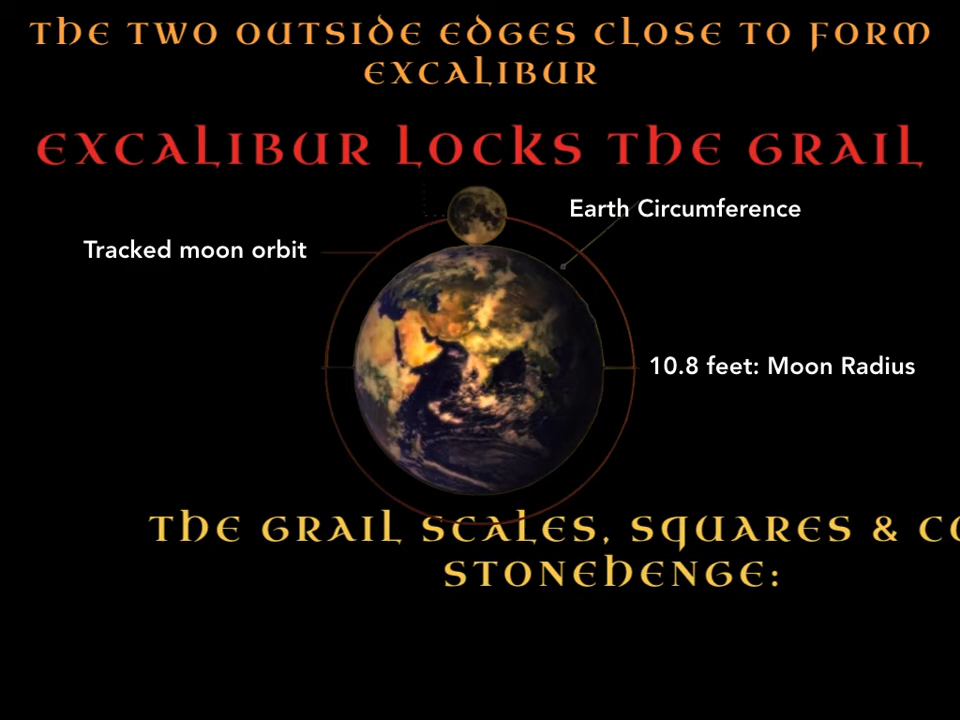 THE TWO OUTSIDE EDGES CLOSE TO FORM
EXCALIBUR
EXCALIBUR LOCKS THE GRAIL
Earth Circumference
Tracked moon orbit
10.8 feet: Moon Radius
THE GRAIL SCALES, SQUARES & CO
STONEHENGE: